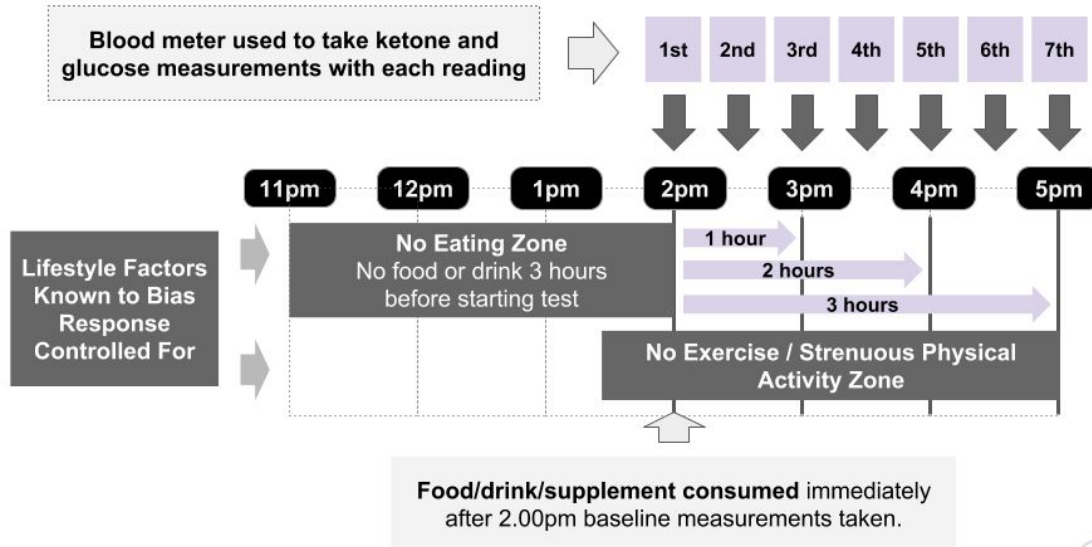 Blood meter used to take ketone and
glucose measurements with each reading
1st 2nd 3rd 4th 5th 6th 7th
11pm 12pm 1pm 2pm 3pm 4pm 5pm
Lifestyle Factors
Known to Bias
Response
Controlled For
No Eating Zone
No food or drink 3 hours
before starting test
1 hour
2 hours
3 hours
No Exercise / Strenuous Physical
Activity Zone
Food/drink/supplement consumed immediately
after 2.00pm baseline measurements taken.